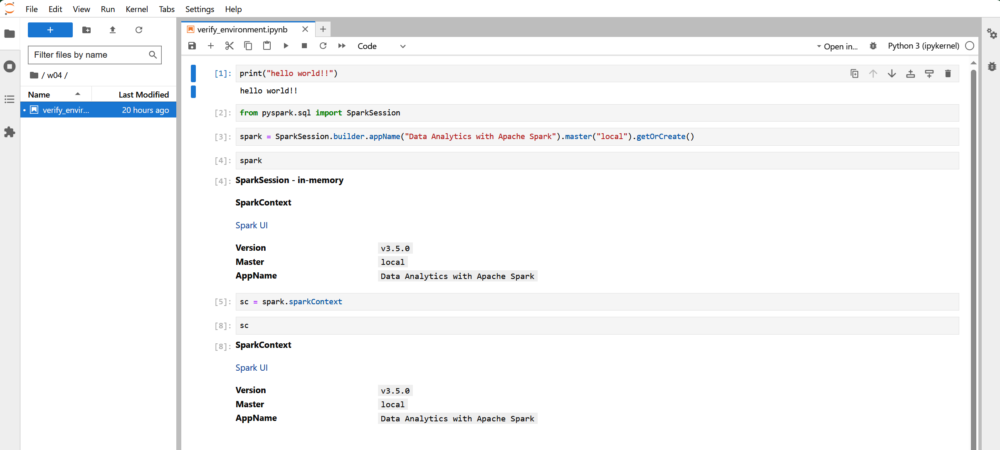 File Edit View Run Kernel Tabs Settings Help
Filter files by name
/ w04 /
Name Last Modified
verify_envir... 20 hours ago
verify_environment.ipynb
Code
Open in...
Python 3 (ipykernel)
[1]: print("hello world!!")
hello world!!
[2]: from pyspark.sql import SparkSession
[3]: spark = SparkSession.builder.appName("Data Analytics with Apache Spark").master("local").getOrCreate()
[4]: spark
[4]: SparkSession - in-memory
SparkContext
Spark UI
Version v3.5.0
Master local
AppName Data Analytics with Apache Spark
[5]: sc = spark.sparkContext
[8]: sc
[8]: SparkContext
Spark UI
Version v3.5.0
Master local
AppName Data Analytics with Apache Spark